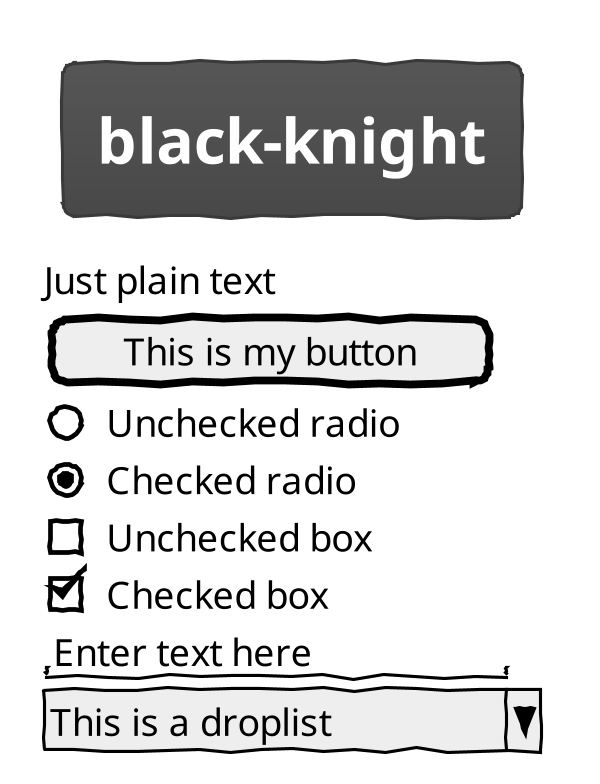 black-knight
Just plain text
This is my button
Unchecked radio
Checked radio
Unchecked box
Checked box
Enter text here
This is a droplist